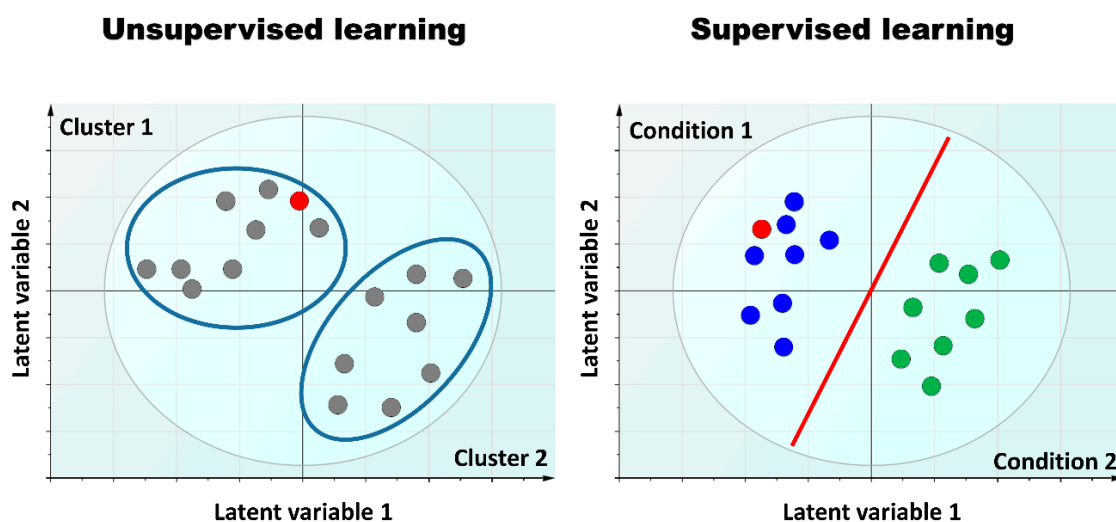 Unsupervised learning
Cluster 1
Latent variable 2
Cluster 2
Latent variable 1
Supervised learning
Condition 1
Latent variable 2
Condition 2
Latent variable 1